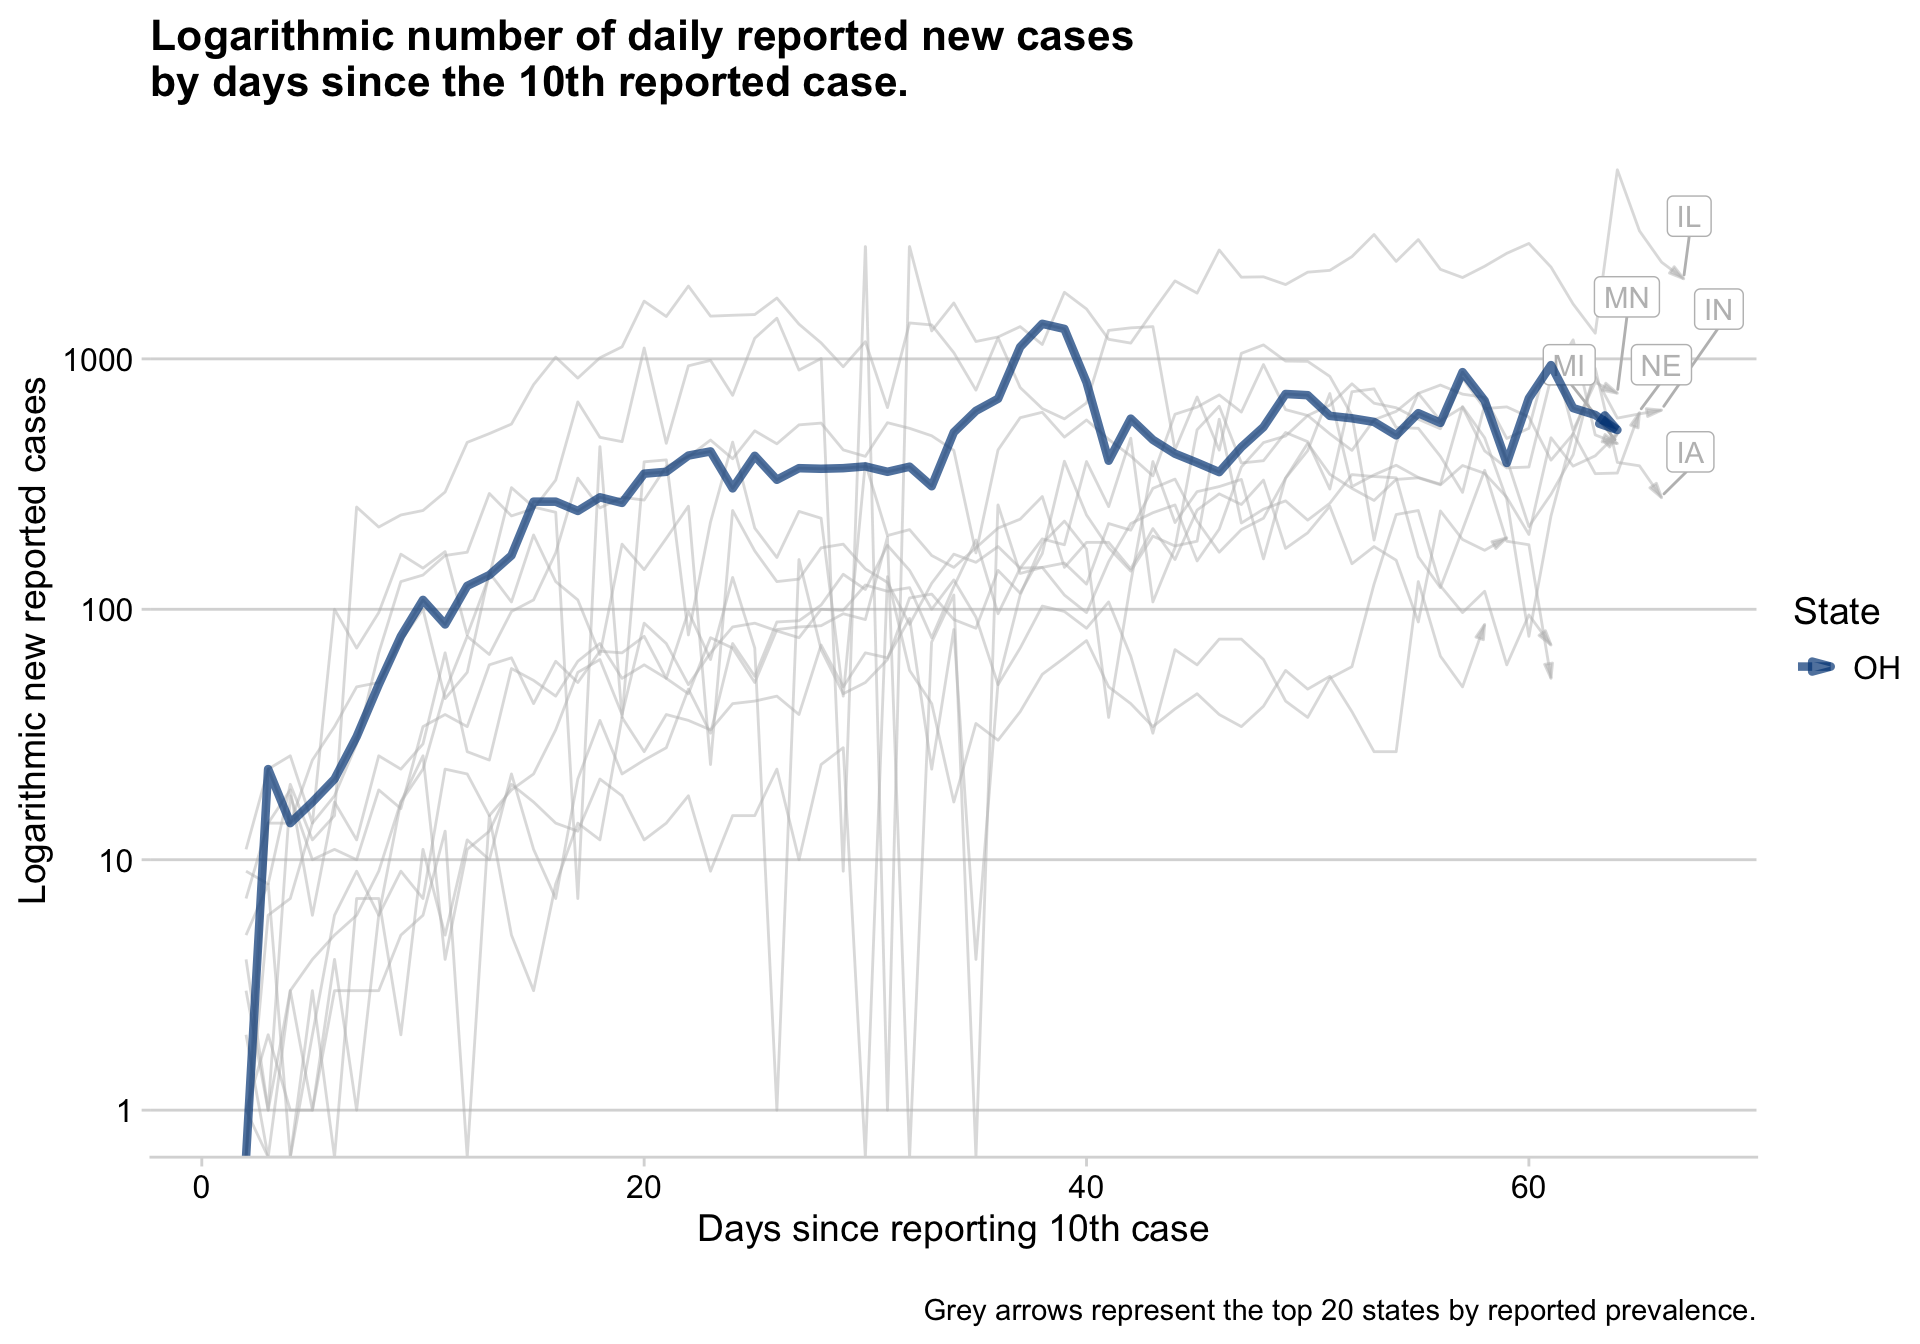 Logarithmic number of daily reported new cases
by days since the 10th reported case.
IL
MN
IN
MI
NE
IA
1000
100
10
1
Logarithmic new reported cases
State
OH
0
20
40
60
Days since reporting 10th case
Grey arrows represent the top 20 states by reported prevalence.